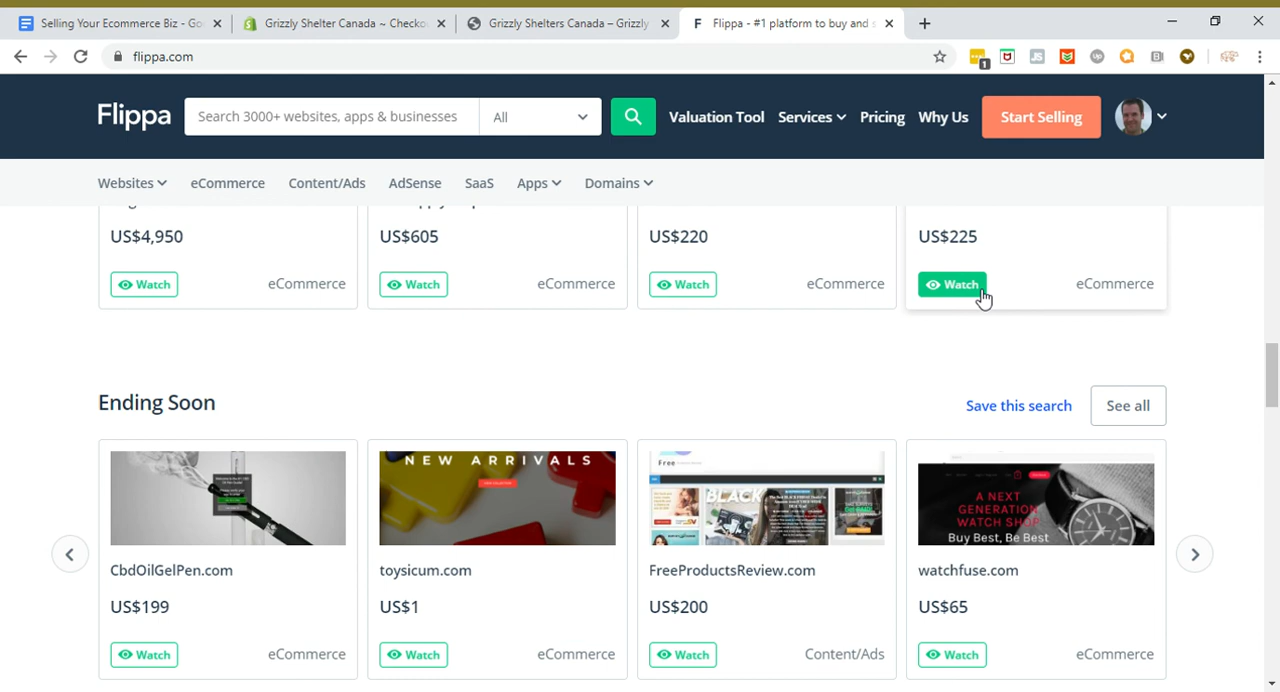 Selling Your Ecommerce Biz - Go
Grizzly Shelter Canada ~ Checko
Grizzly Shelters Canada – Grizzly
Flippa - #1 platform to buy and s
flippa.com
1
Flippa
Search 3000+ websites, apps & businesses
All
Valuation Tool
Services
Pricing
Why Us
Start Selling
Websites
eCommerce
Content/Ads
AdSense
SaaS
Apps
Domains
US$4,950
US$605
US$220
US$225
Watch
eCommerce
Watch
eCommerce
Watch
eCommerce
Watch
eCommerce
Ending Soon
Save this search
See all
NEW ARRIVALS
Free
BLACK
A NEXT
GENERATION
WATCH SHOP
Buy Best, Be Best
CbdOilGelPen.com
toysicum.com
FreeProductsReview.com
watchfuse.com
US$199
US$1
US$200
US$65
Watch
eCommerce
Watch
eCommerce
Watch
Content/Ads
Watch
eCommerce